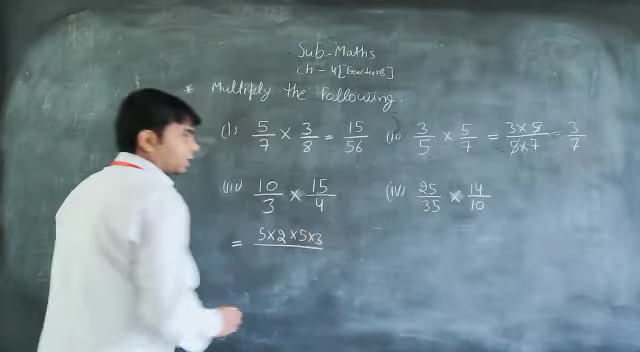 Sub-Maths
Ch-4[Fractions]
* Multiply the Following.
(i) 5/7 × 3/8 = 15/56 (ii) 3/5 × 5/7 = 3×5/5×7 = 3/7
(iii) 10/3 × 15/4 (iv) 25/35 × 14/10
= 5×2×5×3